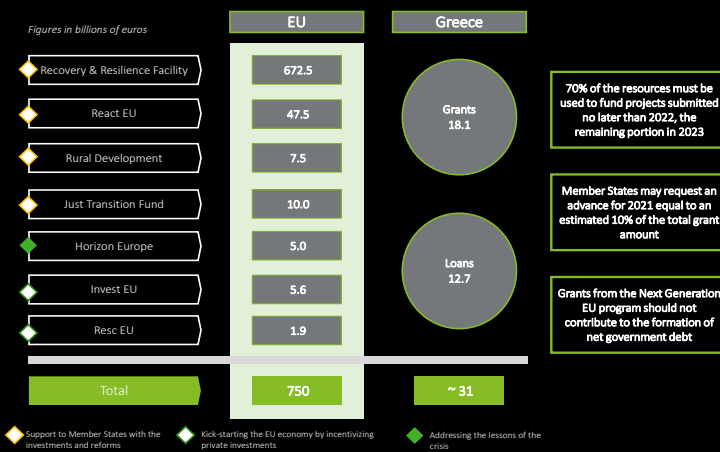 Figures in billions of euros
EU
Greece
Recovery & Resilience Facility
672.5
React EU
47.5
Rural Development
7.5
Just Transition Fund
10.0
Horizon Europe
5.0
Invest EU
5.6
Resc EU
1.9
Total
750
~ 31
Grants
18.1
Loans
12.7
70% of the resources must be
used to fund projects submitted
no later than 2022, the
remaining portion in 2023
Member States may request an
advance for 2021 equal to an
estimated 10% of the total grant
amount
Grants from the Next Generation
EU program should not
contribute to the formation of
net government debt
Support to Member States with the
investments and reforms
Kick-starting the EU economy by incentivizing
private investments
Addressing the lessons of the
crisis